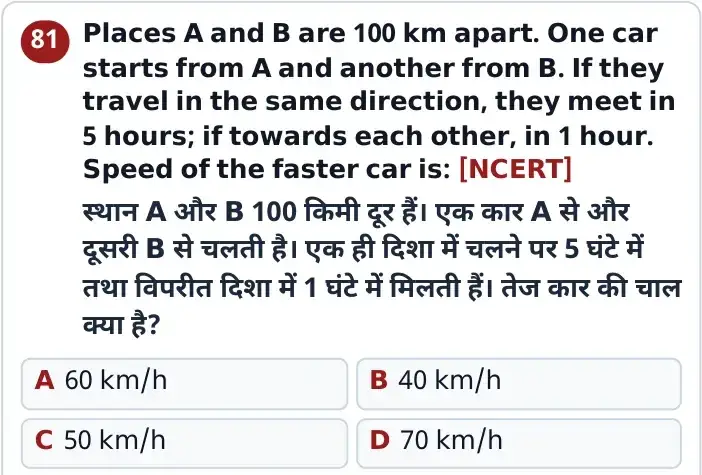 81 Places A and B are 100 km apart. One car
starts from A and another from B. If they
travel in the same direction, they meet in
5 hours; if towards each other, in 1 hour.
Speed of the faster car is: [NCERT]
स्थान A और B 100 किमी दूर हैं। एक कार A से और
दूसरी B से चलती है। एक ही दिशा में चलने पर 5 घंटे में
तथा विपरीत दिशा में 1 घंटे में मिलती हैं। तेज कार की चाल
क्या है?
A 60 km/h
B 40 km/h
C 50 km/h
D 70 km/h